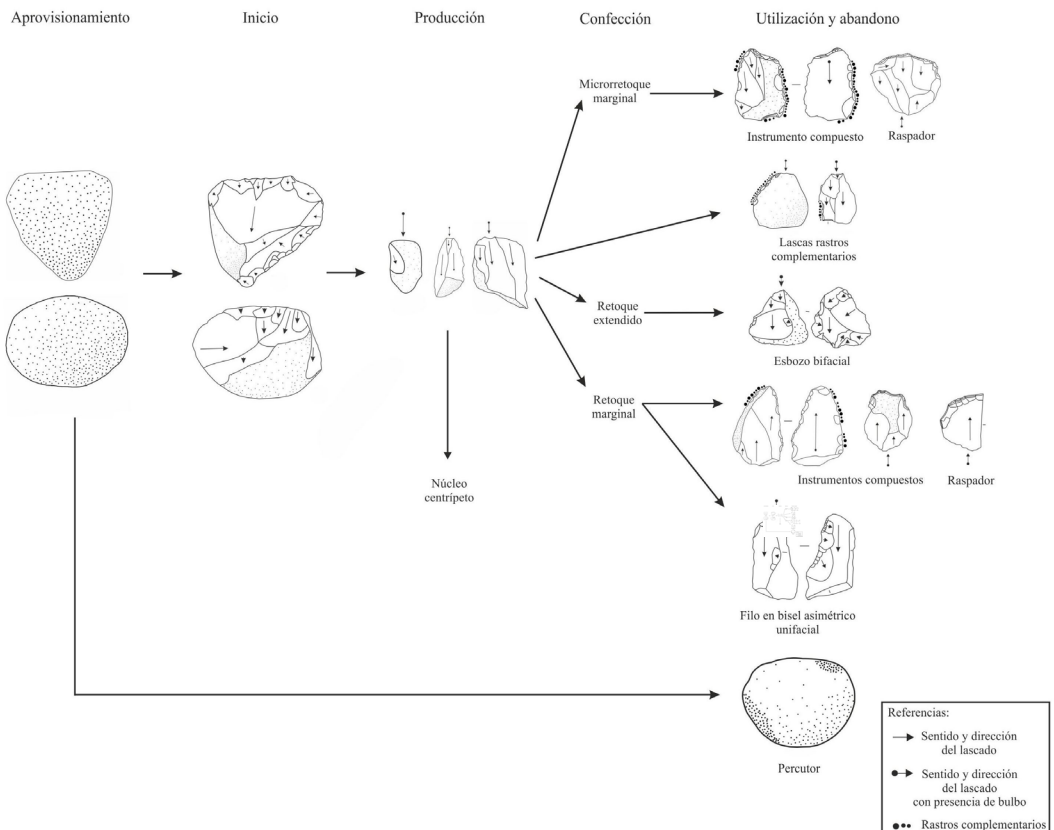 Aprovisionamiento
Inicio
Producción
Confección
Utilización y abandono
Microrretoque
marginal
Instrumento compuesto
Raspador
Lascas rastros
complementarios
Retoque
extendido
Esbozo bifacial
Retoque
marginal
Instrumentos compuestos
Raspador
Núcleo
centrípeto
Filo en bisel asimétrico
unifacial
Percutor
Referencias:
Sentido y dirección
del lascado
Sentido y dirección
del lascado
con presencia de bulbo
Rastros complementarios